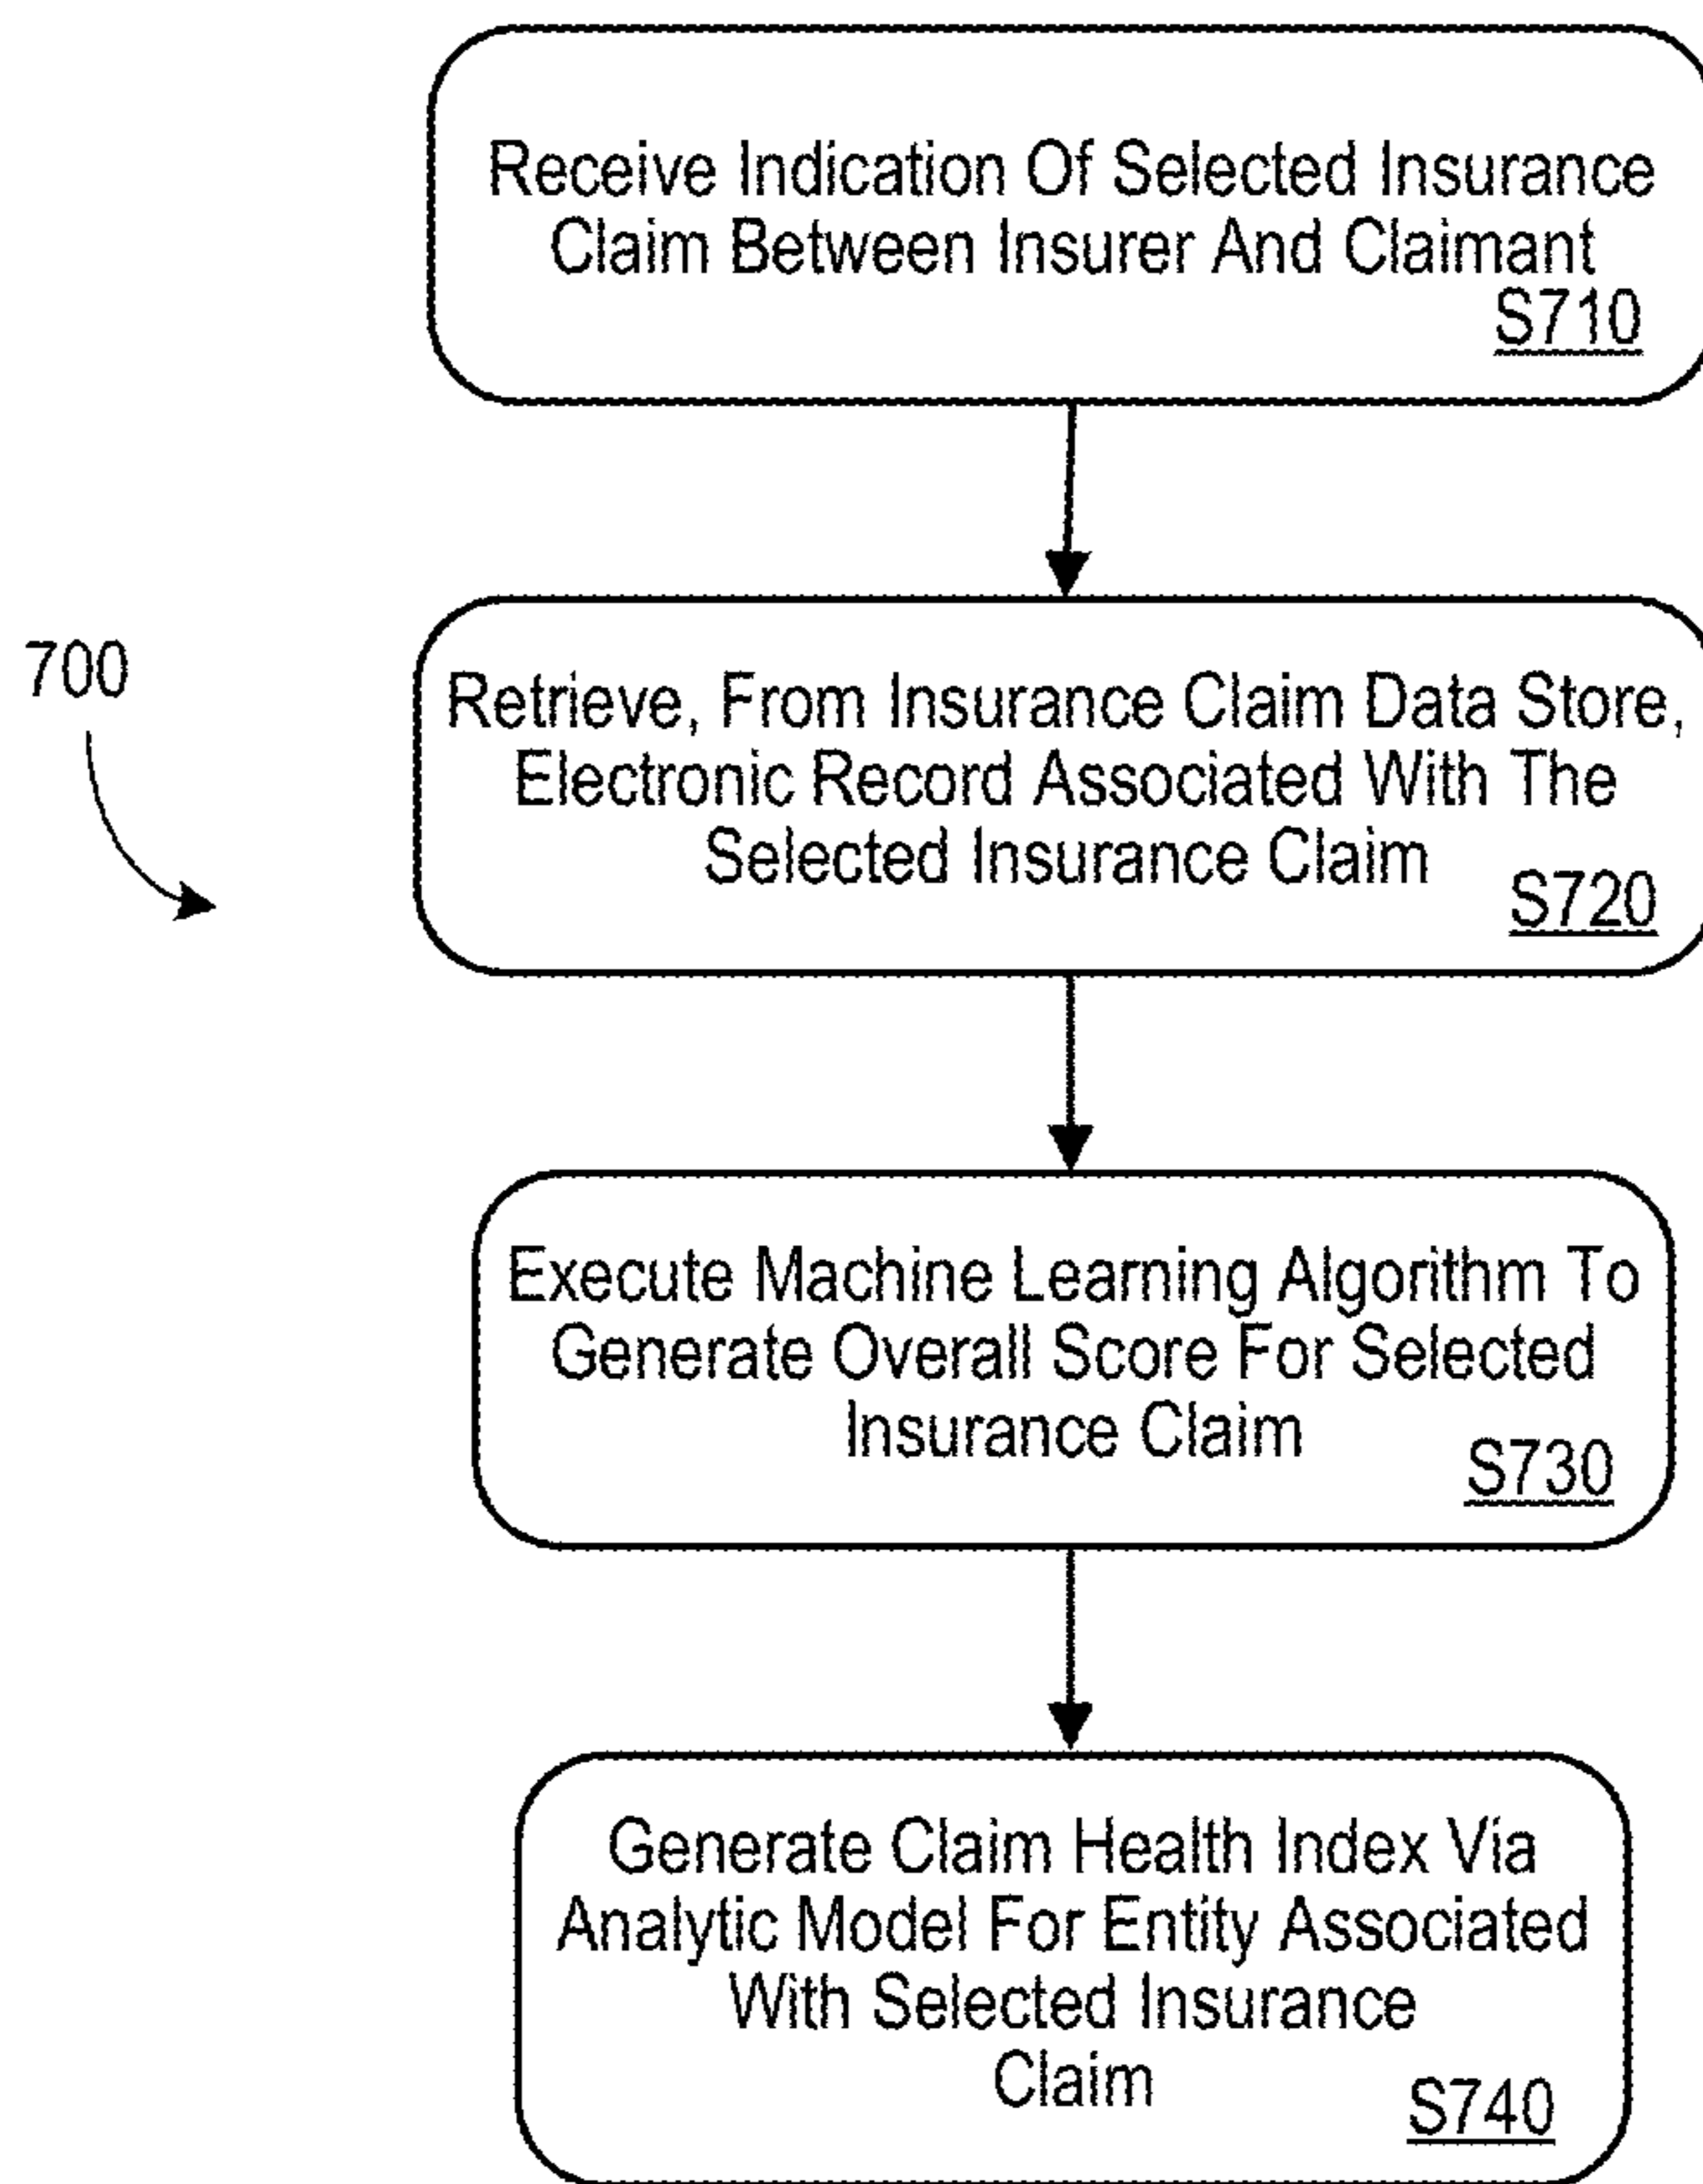 Receive Indication Of Selected Insurance
Claim Between Insurer And Claimant
S710
700
Retrieve, From Insurance Claim Data Store,
Electronic Record Associated With The
Selected Insurance Claim
S720
Execute Machine Learning Algorithm To
Generate Overall Score For Selected
Insurance Claim
S730
Generate Claim Health Index Via
Analytic Model For Entity Associated
With Selected Insurance
Claim
S740